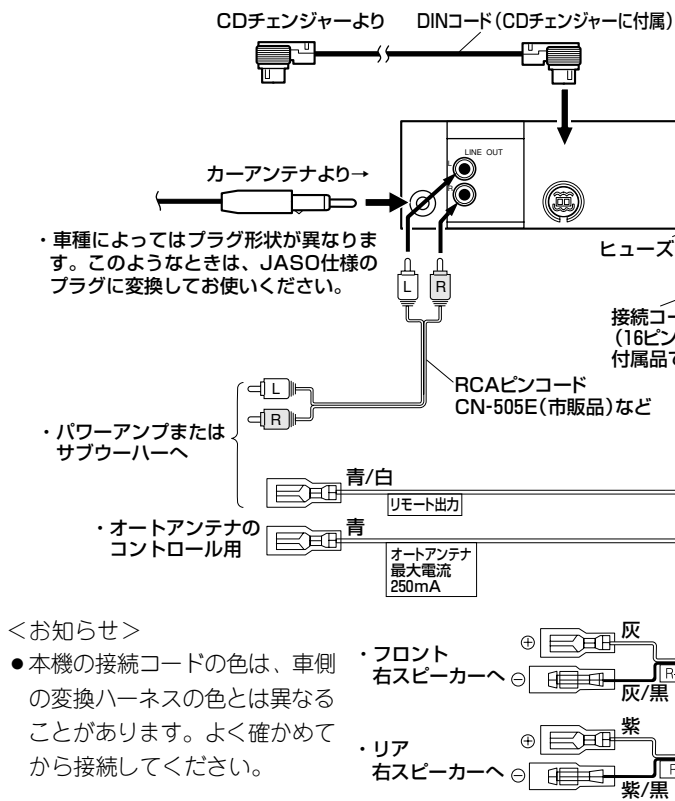 CDチェンジャーより
DINコード(CDチェンジャーに付属)
LINE OUT
L
R
カーアンテナより→
・車種によってはプラグ形状が異なりま
す。このようなときは、JASO仕様の
プラグに変換してお使いください。
ヒューズ
L
R
接続コー
(16ピン
付属品で
RCAピンコード
CN-505E(市販品)など
L
R
・パワーアンプまたは
サブウーハーへ
青/白
リモート出力
・オートアンテナの
コントロール用
青
オートアンテナ
最大電流
250mA
<お知らせ>
●本機の接続コードの色は、車側
の変換ハーネスの色とは異なる
ことがあります。よく確かめて
から接続してください。
・フロント
右スピーカーへ
⊕
灰
⊖
灰/黒
R
・リア
右スピーカーへ
⊕
紫
⊖
紫/黒